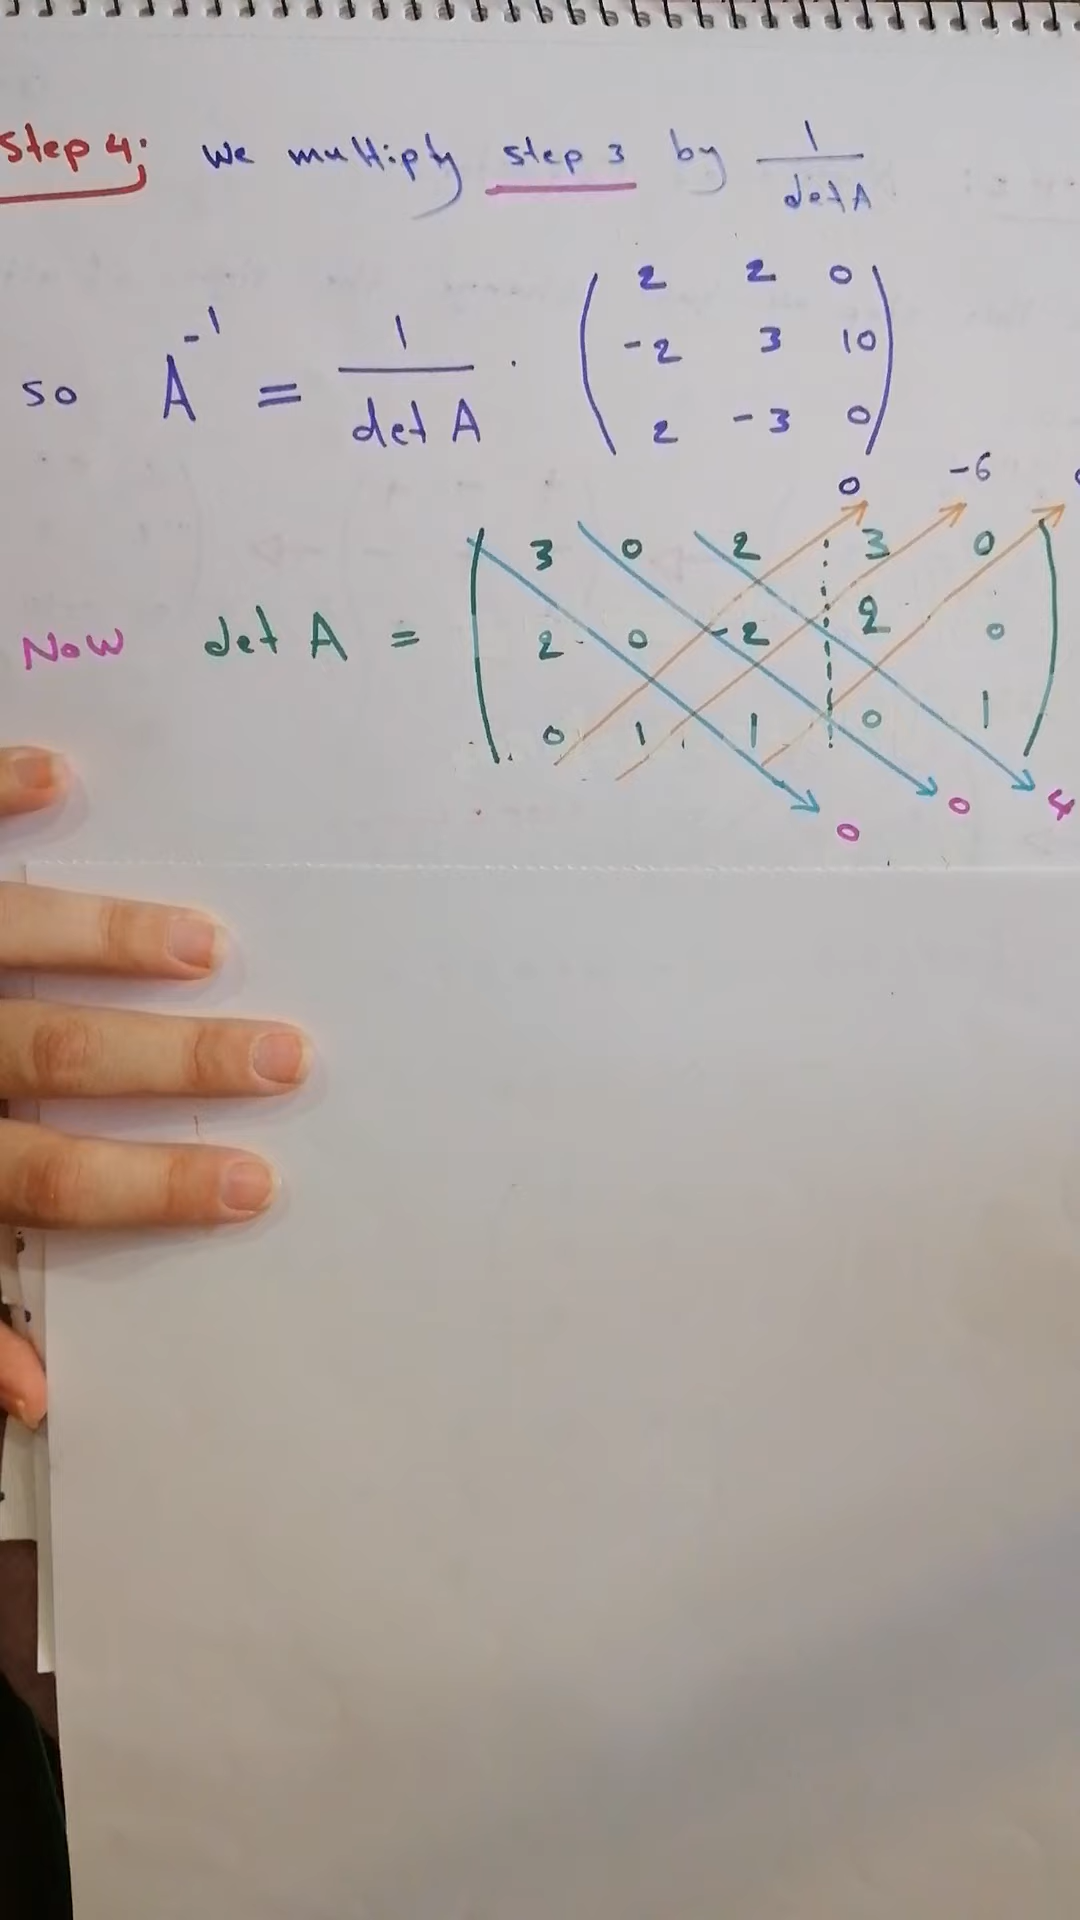 Step 4: We multiply step 3 by 1/detA
2 2 0
so A⁻¹ = 1/det A · -2 3 10
2 -3 0
0 -6
3 0 2 3 0
Now det A = 2 0 -2 2 0
0 1 1 0 1
0 0 4